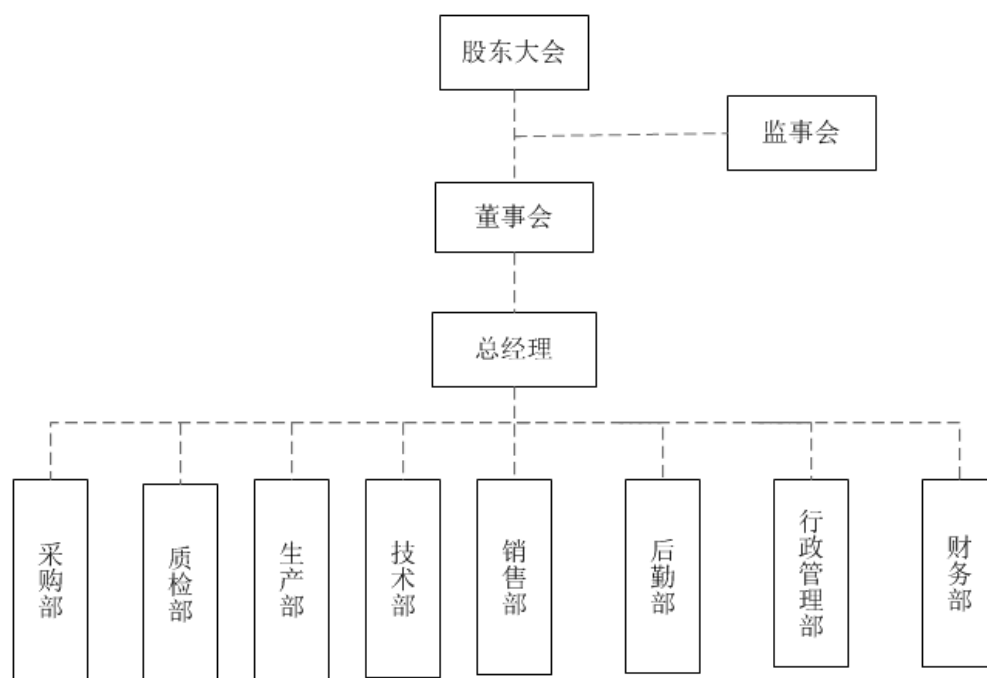 股东大会
监事会
董事会
总经理
采购部
质检部
生产部
技术部
销售部
后勤部
行政管理部
财务部